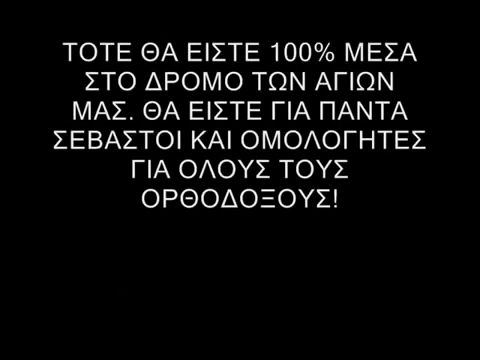 ΤΟΤΕ ΘΑ ΕΙΣΤΕ 100% ΜΕΣΑ
ΣΤΟ ΔΡΟΜΟ ΤΩΝ ΑΓΙΩΝ
ΜΑΣ. ΘΑ ΕΙΣΤΕ ΓΙΑ ΠΑΝΤΑ
ΣΕΒΑΣΤΟΙ ΚΑΙ ΟΜΟΛΟΓΗΤΕΣ
ΓΙΑ ΟΛΟΥΣ ΤΟΥΣ
ΟΡΘΟΔΟΞΟΥΣ!